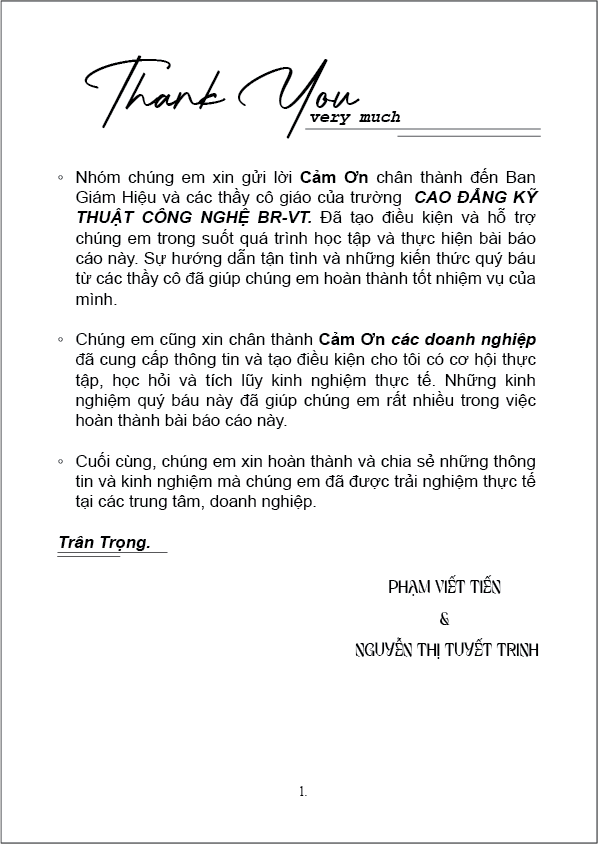 Thank You
very much
◦ Nhóm chúng em xin gửi lời Cảm Ơn chân thành đến Ban
Giám Hiệu và các thầy cô giáo của trường CAO ĐẲNG KỸ
THUẬT CÔNG NGHỆ BR-VT. Đã tạo điều kiện và hỗ trợ
chúng em trong suốt quá trình học tập và thực hiện bài báo
cáo này. Sự hướng dẫn tận tình và những kiến thức quý báu
từ các thầy cô đã giúp chúng em hoàn thành tốt nhiệm vụ của
mình.
◦ Chúng em cũng xin chân thành Cảm Ơn các doanh nghiệp
đã cung cấp thông tin và tạo điều kiện cho tôi có cơ hội thực
tập, học hỏi và tích lũy kinh nghiệm thực tế. Những kinh
nghiệm quý báu này đã giúp chúng em rất nhiều trong việc
hoàn thành bài báo cáo này.
◦ Cuối cùng, chúng em xin hoàn thành và chia sẻ những thông
tin và kinh nghiệm mà chúng em đã được trải nghiệm thực tế
tại các trung tâm, doanh nghiệp.
Trân Trọng.
PHẠM VIẾT TIẾN
&
NGUYỄN THỊ TUYẾT TRINH
1.